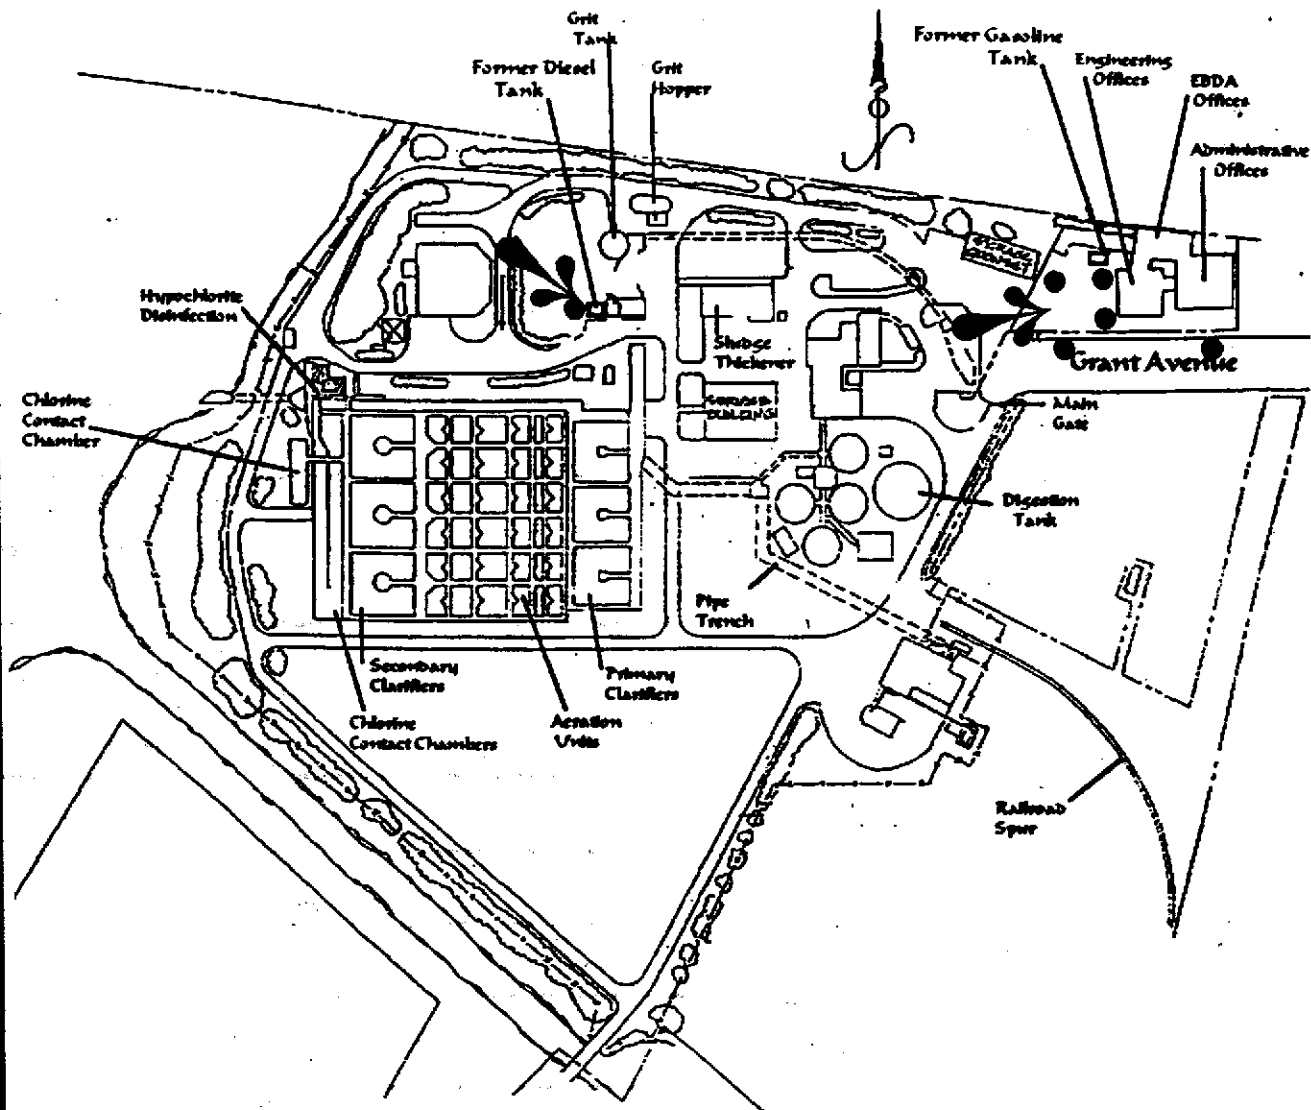 Grit
Tank
Former Diesel
Tank
Grit
Hopper
Former Gasoline
Tank
Engineering
Offices
EBDA
Offices
Administrative
Offices
Hypochlorite
Disinfection
Sludge
Thickener
Grant Avenue
Chlorine
Contact
Chamber
Main
Gate
Digestion
Tank
Pipe
Trench
Secondary
Clarifiers
Primary
Clarifiers
Chlorine
Contact Chambers
Aeration
Units
Railroad
Spur